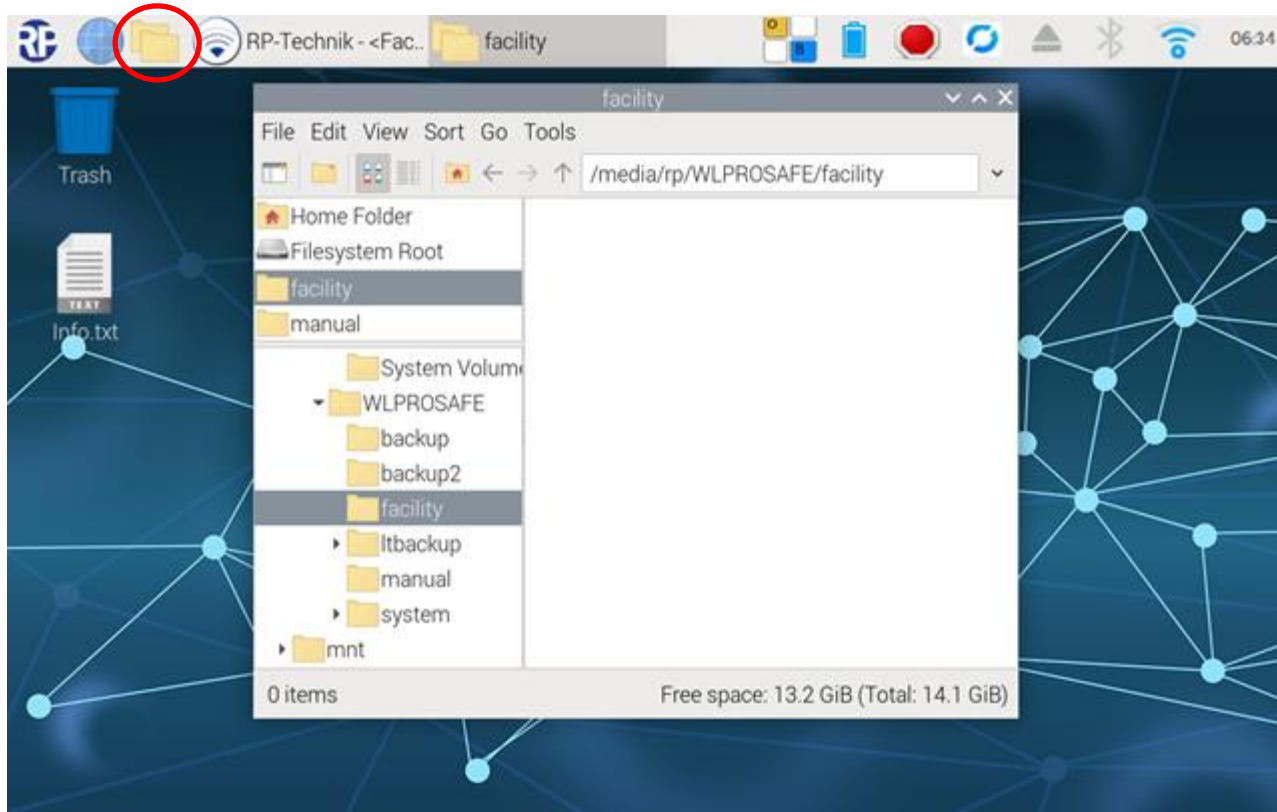 RP
RP-Technik - <Fac..
facility
O
B
06:34
facility
File Edit View Sort Go Tools
/media/rp/WLPROSAFE/facility
Trash
Home Folder
Filesystem Root
facility
manual
TEXT
Info.txt
System Volum
WLPROSAFE
backup
backup2
facility
ltbackup
manual
system
mnt
0 items
Free space: 13.2 GiB (Total: 14.1 GiB)